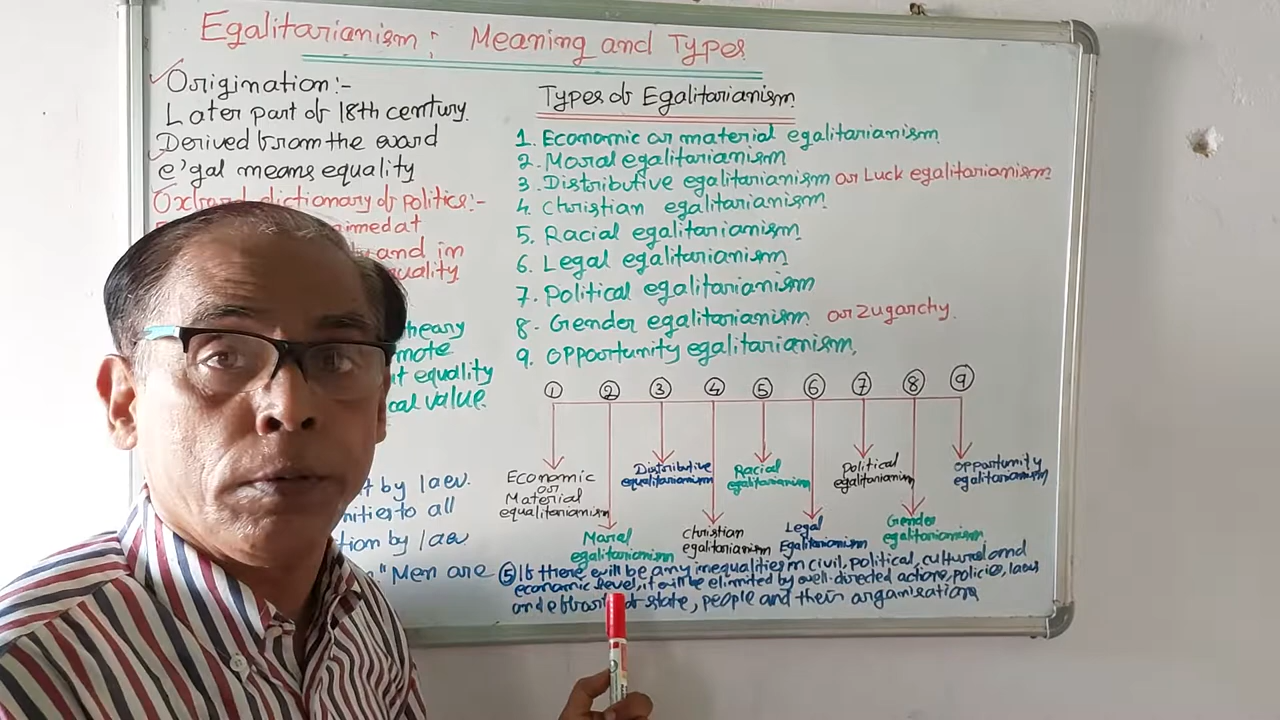 Egalitarianism: Meaning and Types
Origination:-
Later part of 18th century.
Derived from the word
e'gal means equality
Oxford dictionary of politics:-
aimed at
and in
quality
theory
mote
equality
cal value.
by law.
to all
tion by law
"Men are
Types of Egalitarianism
1. Economic or material egalitarianism
2. Moral egalitarianism
3. Distributive egalitarianism or Luck egalitarianism
4. Christian egalitarianism
5. Racial egalitarianism
6. Legal egalitarianism
7. Political egalitarianism
8. Gender egalitarianism or Zugarchy.
9. Opportunity egalitarianism.
1 2 3 4 5 6 7 8 9
Economic
or
Material
equalitarianism
Moral
egalitarianism
Distributive
equalitarianism
Christian
egalitarianism
Racial
egalitarianism
Legal
Egalitarianism
Political
egalitarianism
Gender
egalitarianism
Opportunity
egalitarianism
5 If there will be any inequalities in civil, political, cultural and
economic level, it will be elimited by well-directed actions, policies, laws
and of state, people and their organisations